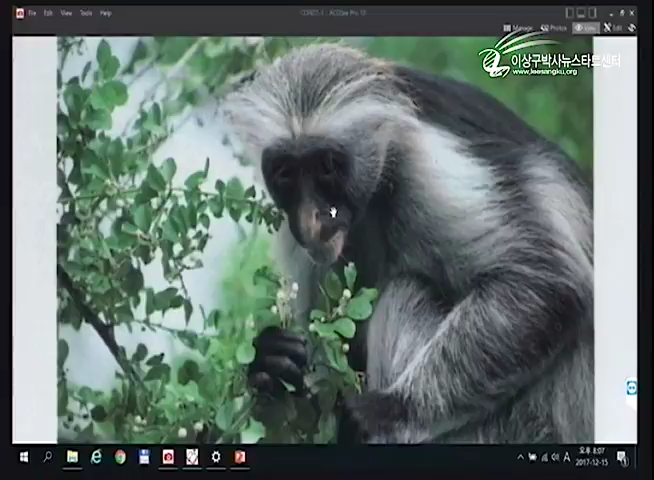 File Edit View Tools Help
Manage Photos View Edit
이상구박사뉴스타트센터
www.leesangku.org
A
오후 8:07
2017-12-15